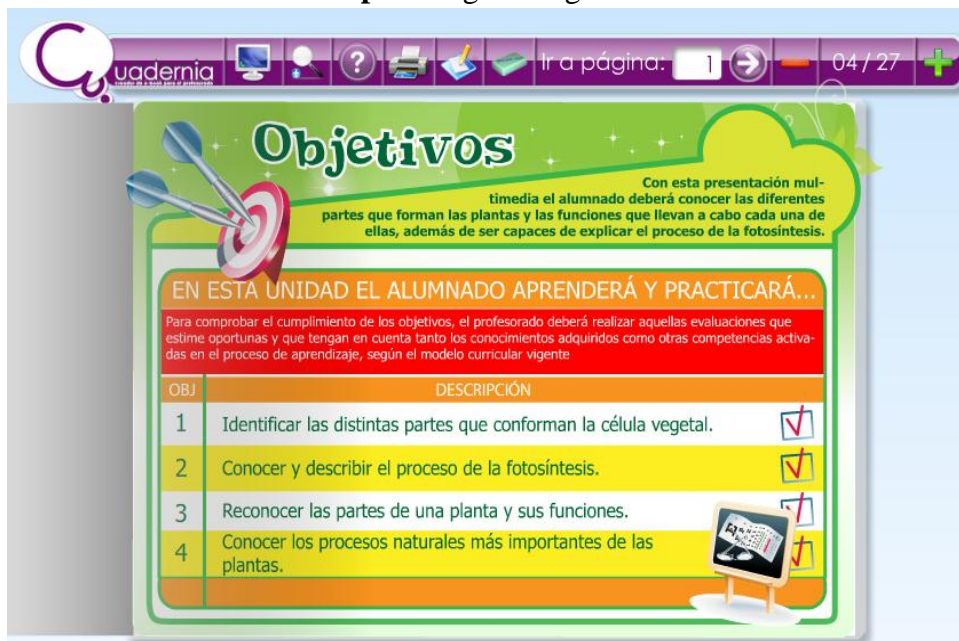 uadernia
Ir a página: 1 04/27
Objetivos
Con esta presentación mul-
timedia el alumnado deberá conocer las diferentes
partes que forman las plantas y las funciones que llevan a cabo cada una de
ellas, además de ser capaces de explicar el proceso de la fotosíntesis.
EN ESTA UNIDAD EL ALUMNADO APRENDERÁ Y PRACTICARÁ...
Para comprobar el cumplimiento de los objetivos, el profesorado deberá realizar aquellas evaluaciones que
estime oportunas y que tengan en cuenta tanto los conocimientos adquiridos como otras competencias activa-
das en el proceso de aprendizaje, según el modelo curricular vigente
OBJ DESCRIPCIÓN
1 Identificar las distintas partes que conforman la célula vegetal.
2 Conocer y describir el proceso de la fotosíntesis.
3 Reconocer las partes de una planta y sus funciones.
4 Conocer los procesos naturales más importantes de las
plantas.